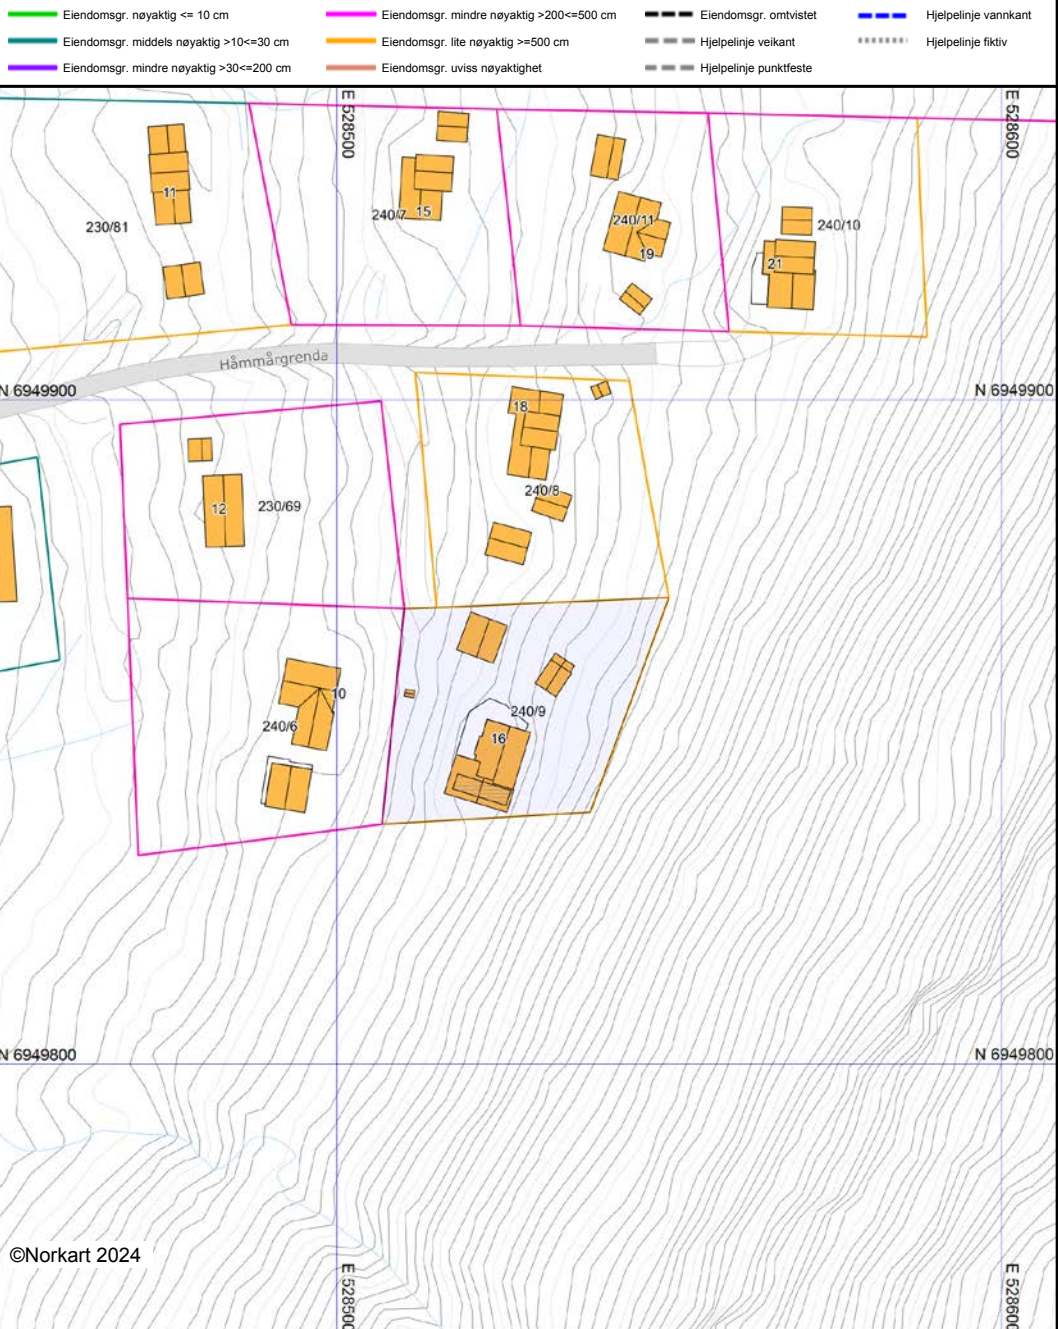 Eiendomsgr. nøyaktig <= 10 cm
Eiendomsgr. mindre nøyaktig >200<=500 cm
Eiendomsgr. omtvistet
Hjelpelinje vannkant
Eiendomsgr. middels nøyaktig >10<=30 cm
Eiendomsgr. lite nøyaktig >=500 cm
Hjelpelinje veikant
Hjelpelinje fiktiv
Eiendomsgr. mindre nøyaktig >30<=200 cm
Eiendomsgr. uviss nøyaktighet
Hjelpelinje punktfeste
E 528500
E 528600
11
230/81
240/7
15
240/11
19
240/10
21
Håmmårgrenda
N 6949900
N 6949900
18
240/8
12
230/69
10
240/6
240/9
16
N 6949800
N 6949800
©Norkart 2024
E 528500
E 528600